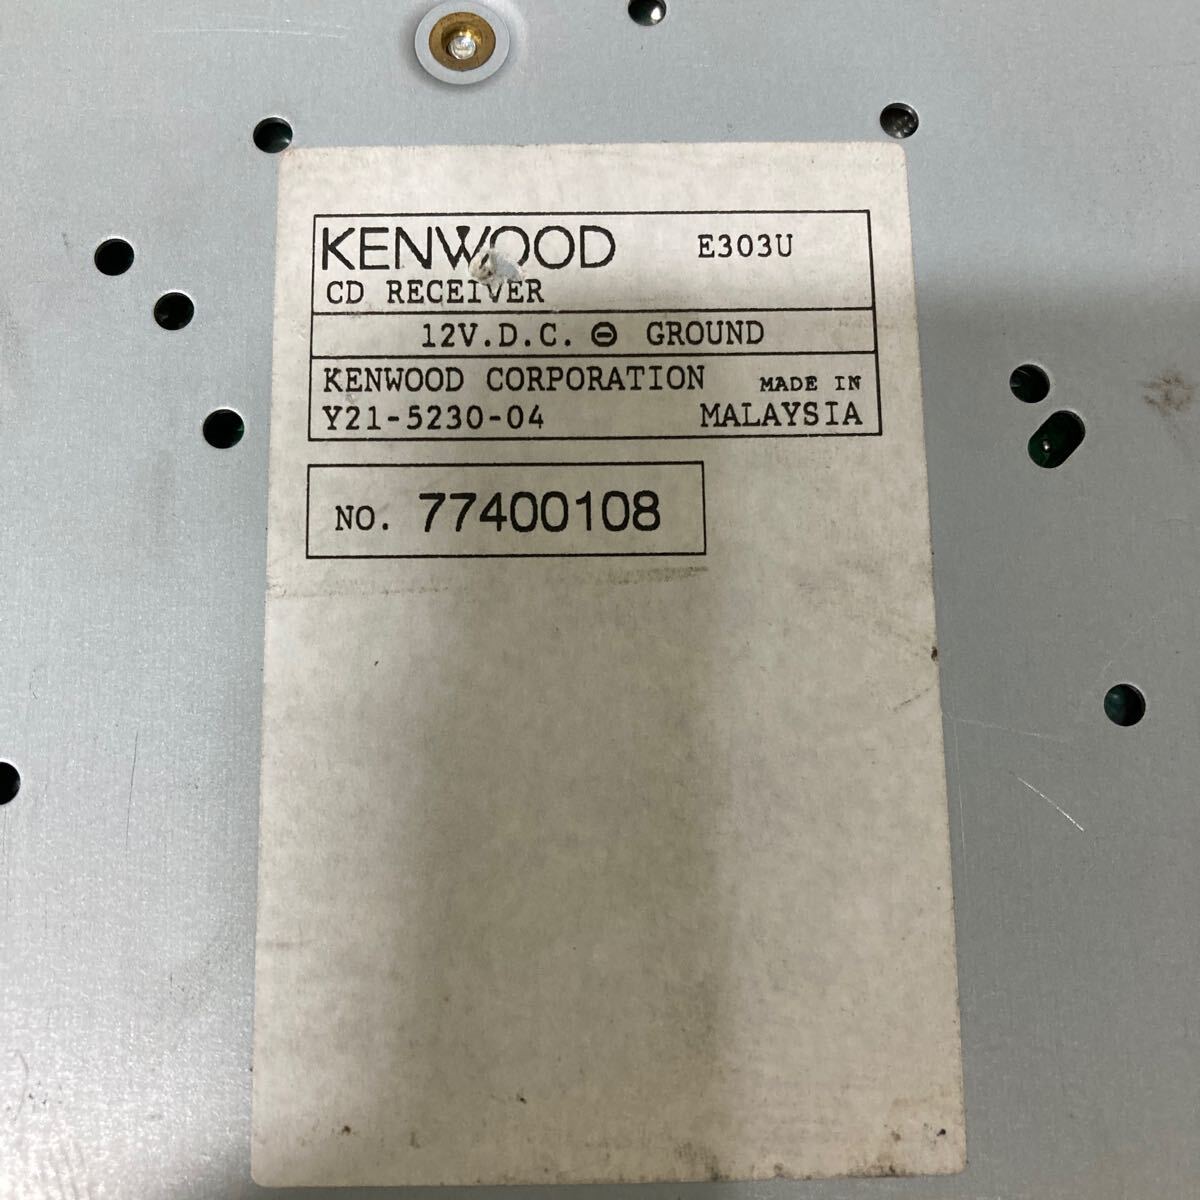 KENWOOD E303U
CD RECEIVER
12V.D.C. ⊖ GROUND
KENWOOD CORPORATION MADE IN
Y21-5230-04 MALAYSIA
NO. 77400108